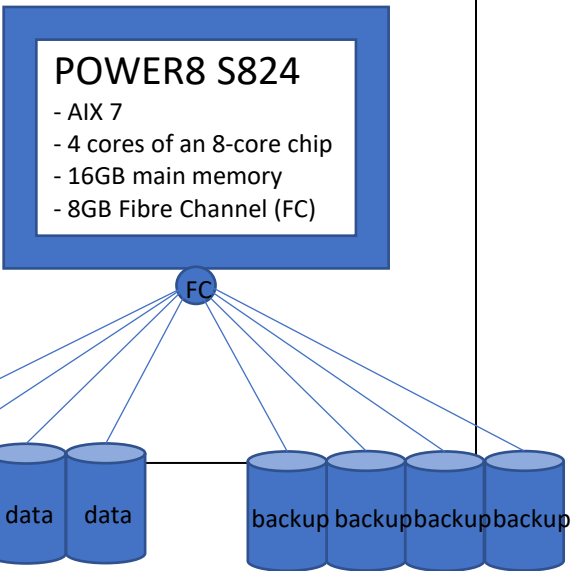 POWER8 S824
- AIX 7
- 4 cores of an 8-core chip
- 16GB main memory
- 8GB Fibre Channel (FC)
FC
data data
backup backup backup backup